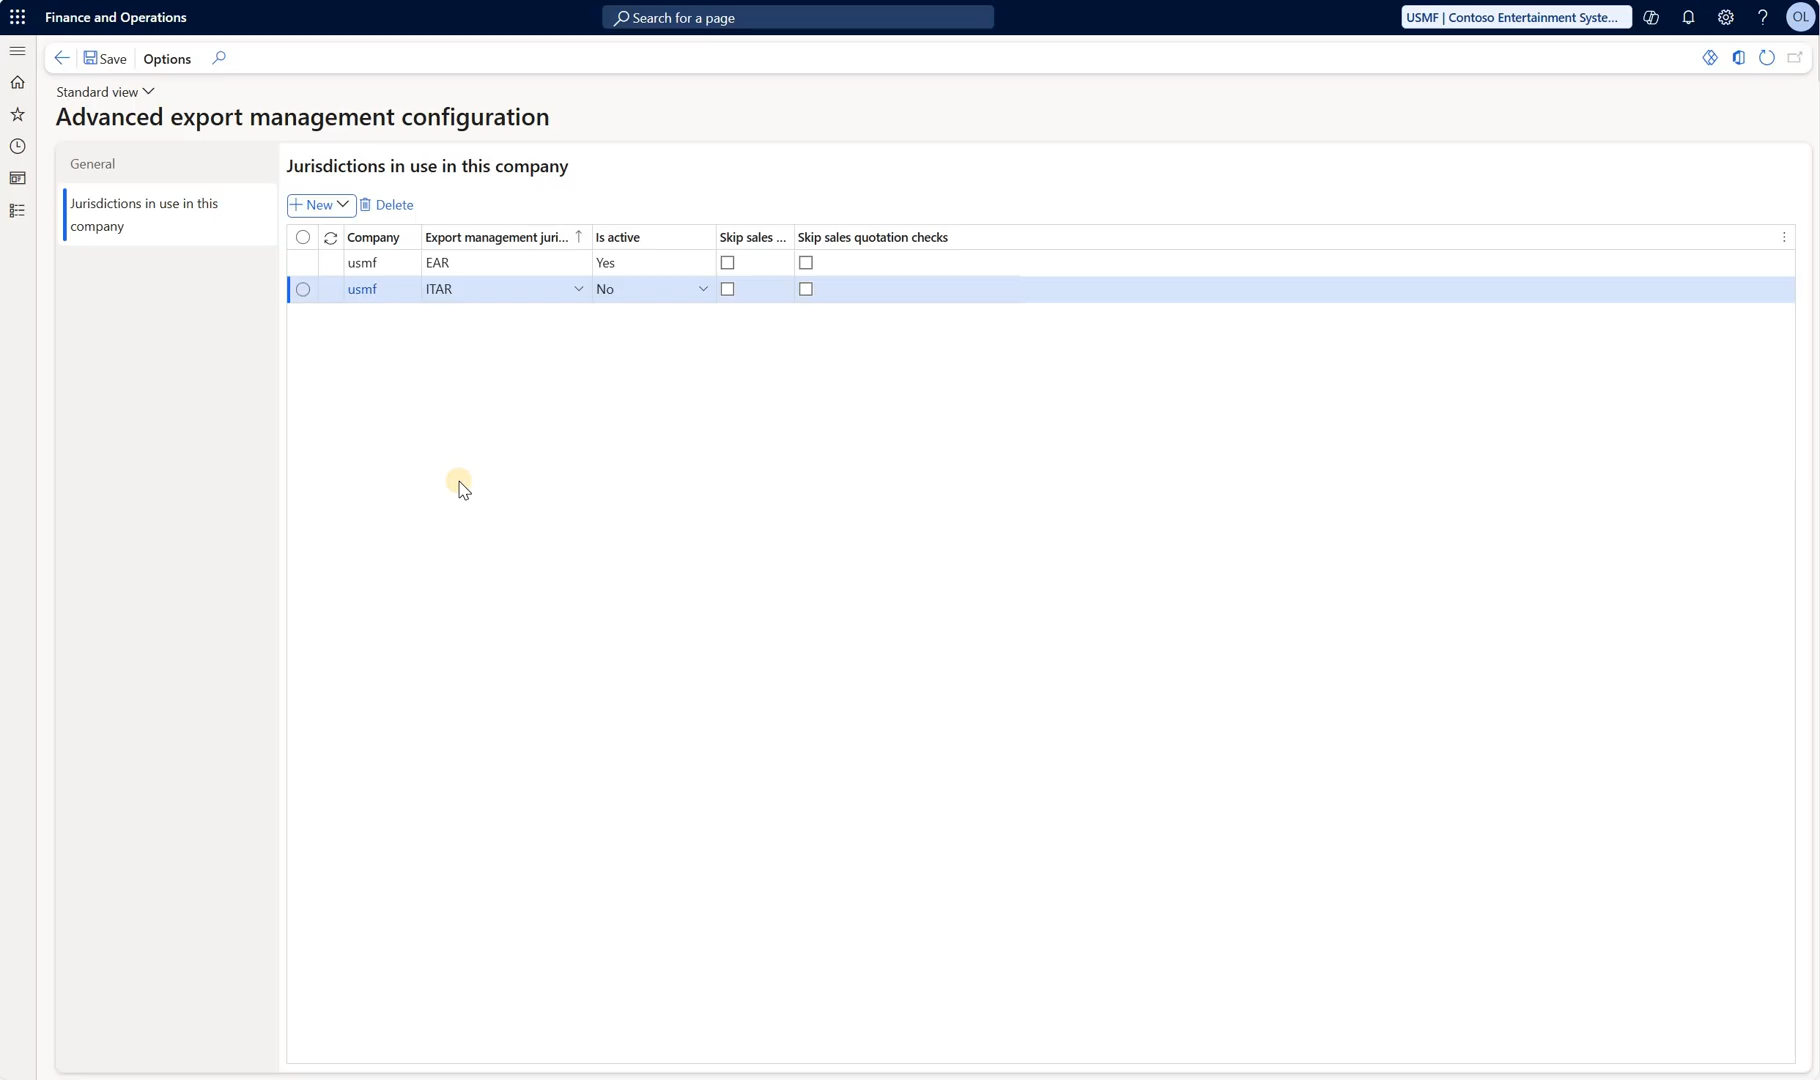 Finance and Operations
Search for a page
USMF | Contoso Entertainment Syste...
OL
Save
Options
Standard view
Advanced export management configuration
General
Jurisdictions in use in this
company
Jurisdictions in use in this company
New
Delete
Company
Export management juri...
Is active
Skip sales ...
Skip sales quotation checks
usmf
EAR
Yes
usmf
ITAR
No